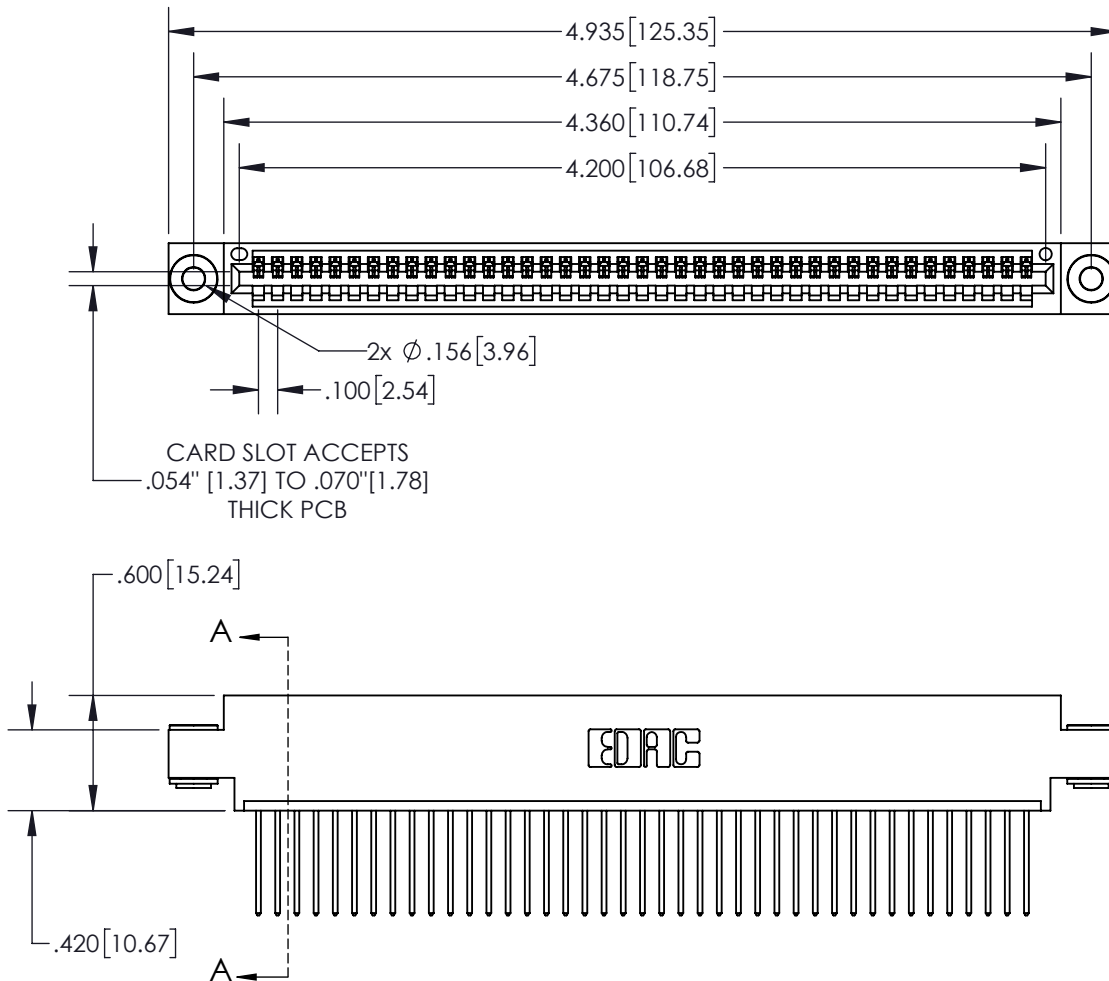 4.935[125.35]
4.675[118.75]
4.360[110.74]
4.200[106.68]
2x Ø.156[3.96]
.100[2.54]
CARD SLOT ACCEPTS
.054" [1.37] TO .070"[1.78]
THICK PCB
.600[15.24]
A
EDAC
.420[10.67]
A